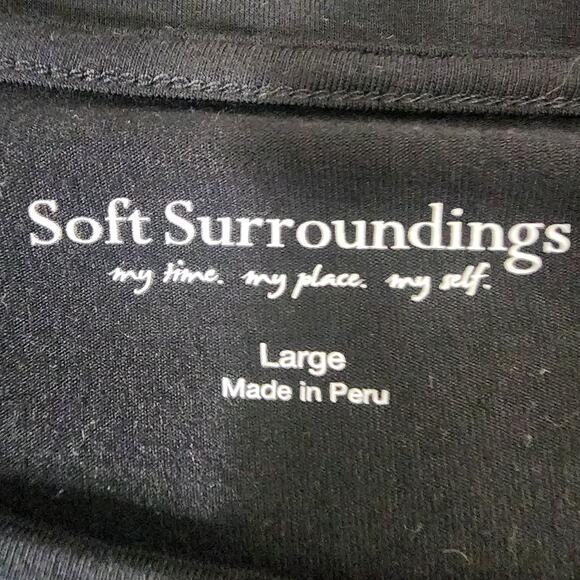 Soft Surroundings
my time. my place. my self.
Large
Made in Peru